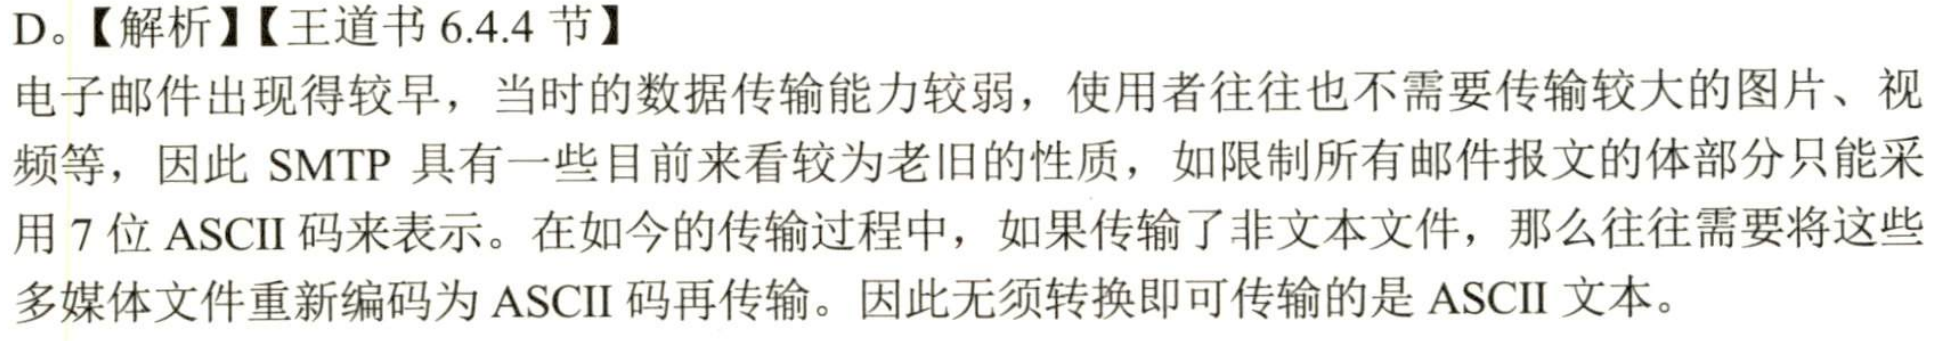 D。【解析】【王道书 6.4.4 节】
电子邮件出现得较早，当时的数据传输能力较弱，使用者往往也不需要传输较大的图片、视
频等，因此 SMTP 具有一些目前来看较为老旧的性质，如限制所有邮件报文的体部分只能采
用 7 位 ASCII 码来表示。在如今的传输过程中，如果传输了非文本文件，那么往往需要将这些
多媒体文件重新编码为 ASCII 码再传输。因此无须转换即可传输的是 ASCII 文本。